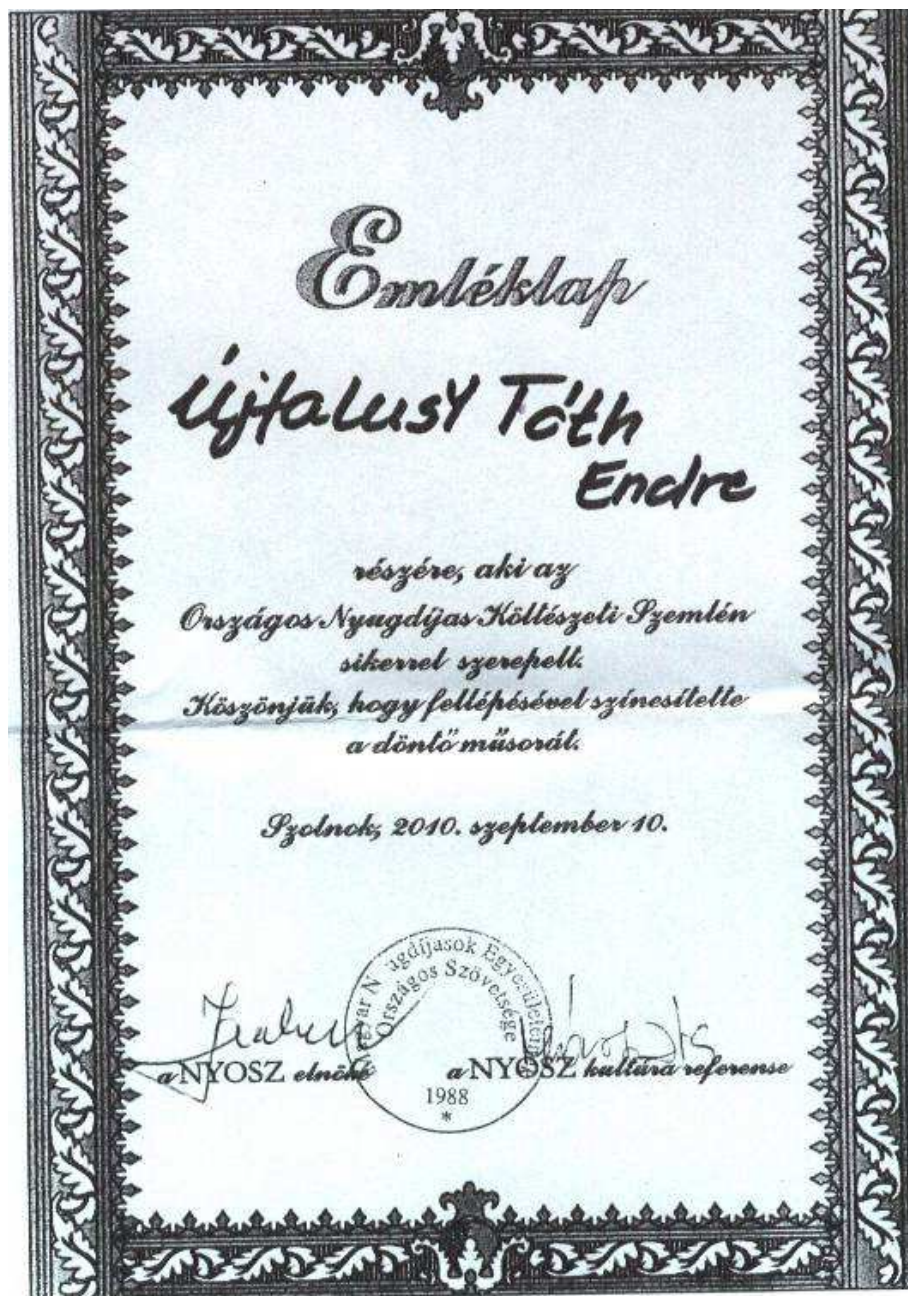 Emléklap
Újfalusy Tóth
Endre
részére, aki az
Országos Nyugdíjas Költészeti Szemlén
sikerrel szerepelt.
Köszönjük, hogy fellépésével színesítette
a döntő műsorát.
Szolnok, 2010. szeptember 10.
Magyar Nyugdíjasok Egyesületeinek
Országos Szövetsége
a NYOSZ elnöke a NYOSZ kultúra referense
1988
*